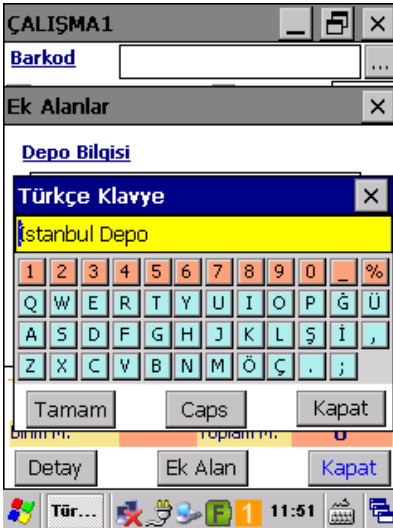 ÇALIŞMA1
Barkod
...
Ek Alanlar
Depo Bilgisi
Türkçe Klavye
İstanbul Depo
1 2 3 4 5 6 7 8 9 0 _ %
Q W E R T Y U I O P Ğ Ü
A S D F G H J K L Ş İ ,
Z X C V B N M Ö Ç . ;
Tamam Caps Kapat
Birim M. Toplam M. 0
Detay Ek Alan Kapat
Tür... F 1 11:51